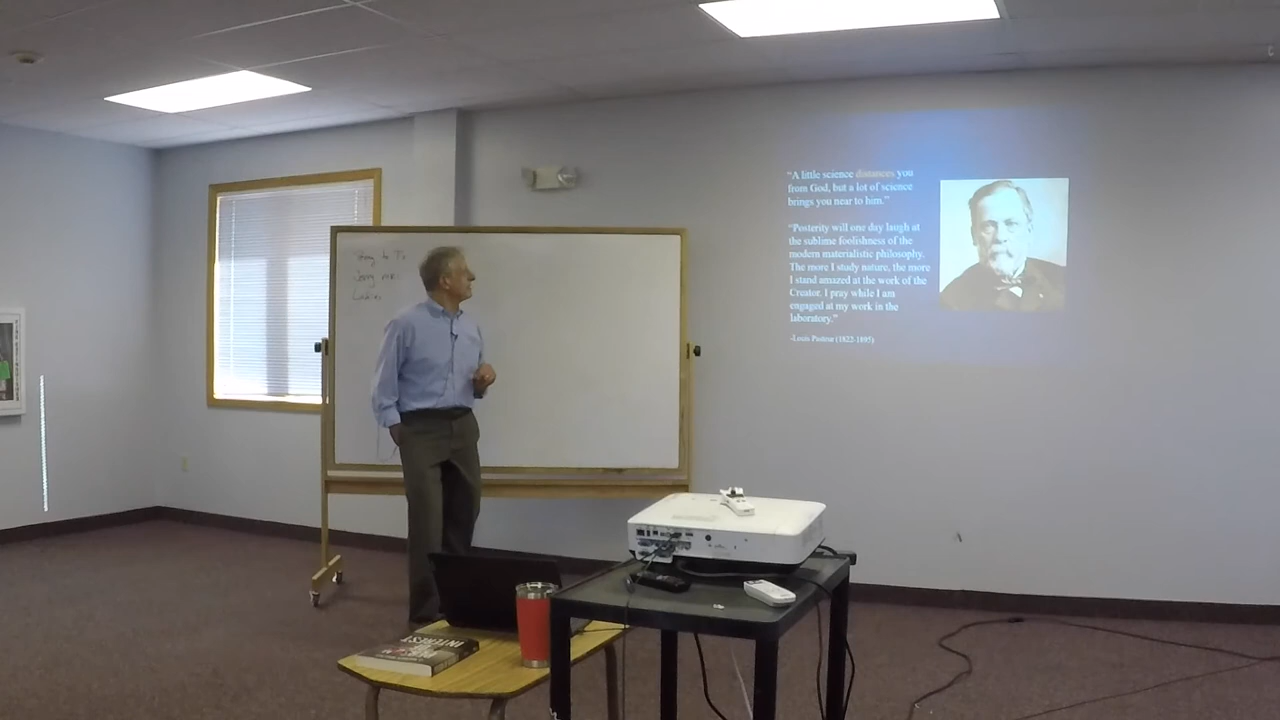 "A little science distances you
from God, but a lot of science
brings you near to him."
"Posterity will one day laugh at
the sublime foolishness of the
modern materialistic philosophy.
The more I study nature, the more
I stand amazed at the work of the
Creator. I pray while I am
engaged at my work in the
laboratory."
-Louis Pasteur (1822-1895)
INTEREST